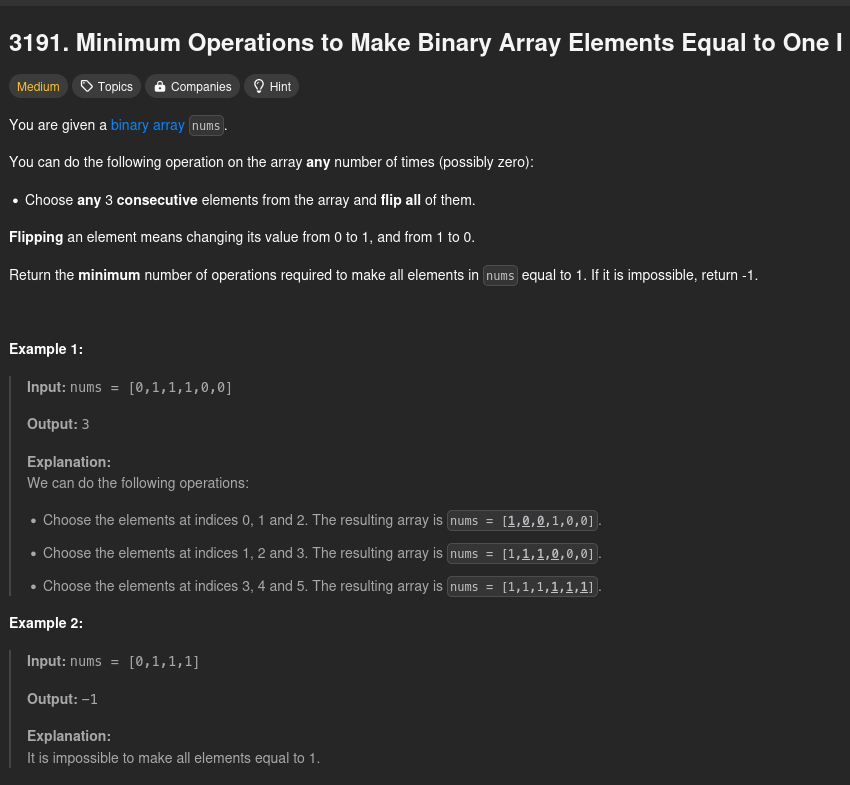 3191. Minimum Operations to Make Binary Array Elements Equal to One I
Medium Topics Companies Hint
You are given a binary array nums.
You can do the following operation on the array any number of times (possibly zero):
• Choose any 3 consecutive elements from the array and flip all of them.
Flipping an element means changing its value from 0 to 1, and from 1 to 0.
Return the minimum number of operations required to make all elements in nums equal to 1. If it is impossible, return -1.
Example 1:
Input: nums = [0,1,1,1,0,0]
Output: 3
Explanation:
We can do the following operations:
• Choose the elements at indices 0, 1 and 2. The resulting array is nums = [1,0,0,1,0,0].
• Choose the elements at indices 1, 2 and 3. The resulting array is nums = [1,1,1,0,0,0].
• Choose the elements at indices 3, 4 and 5. The resulting array is nums = [1,1,1,1,1,1].
Example 2:
Input: nums = [0,1,1,1]
Output: −1
Explanation:
It is impossible to make all elements equal to 1.